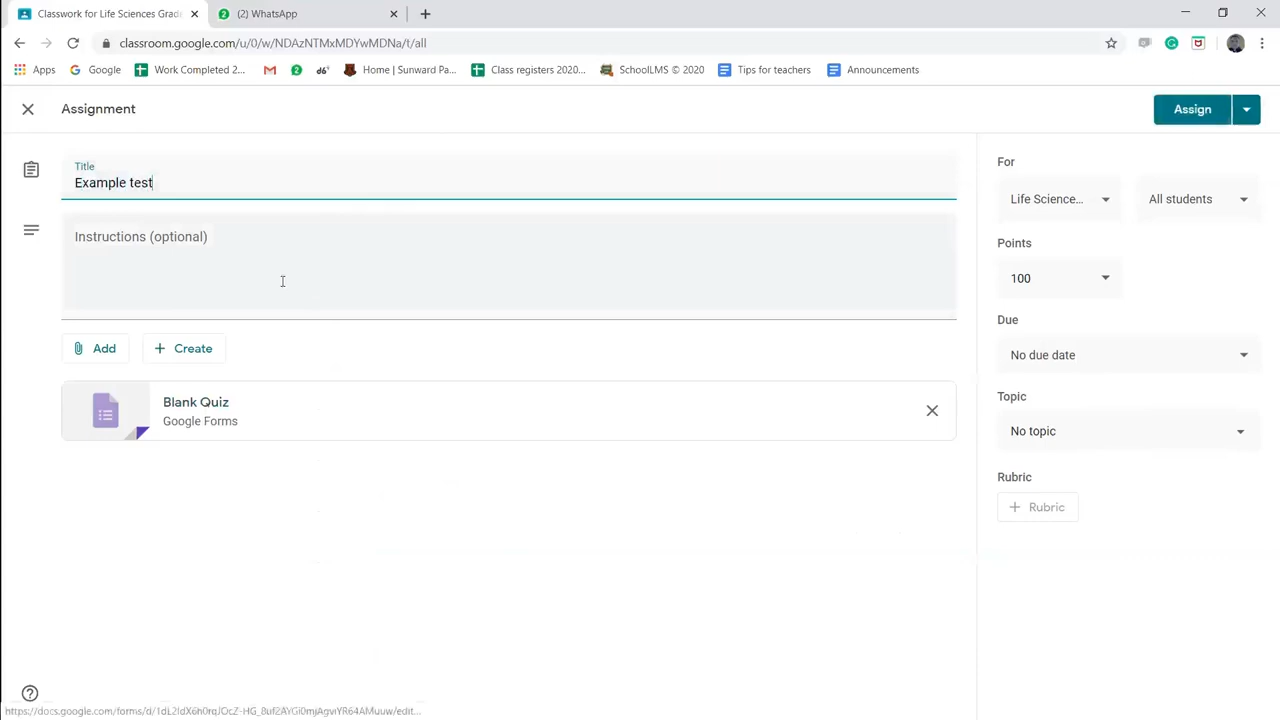 Classwork for Life Sciences Gradi
(2) WhatsApp
classroom.google.com/u/0/w/NDAzNTMxMDYwMDNa/t/all
Apps
Google
Work Completed 2...
Home | Sunward Pa...
Class registers 2020...
SchoolLMS © 2020
Tips for teachers
Announcements
Assignment
Assign
Title
Example test
Instructions (optional)
Add
Create
Blank Quiz
Google Forms
For
Life Science...
All students
Points
100
Due
No due date
Topic
No topic
Rubric
Rubric